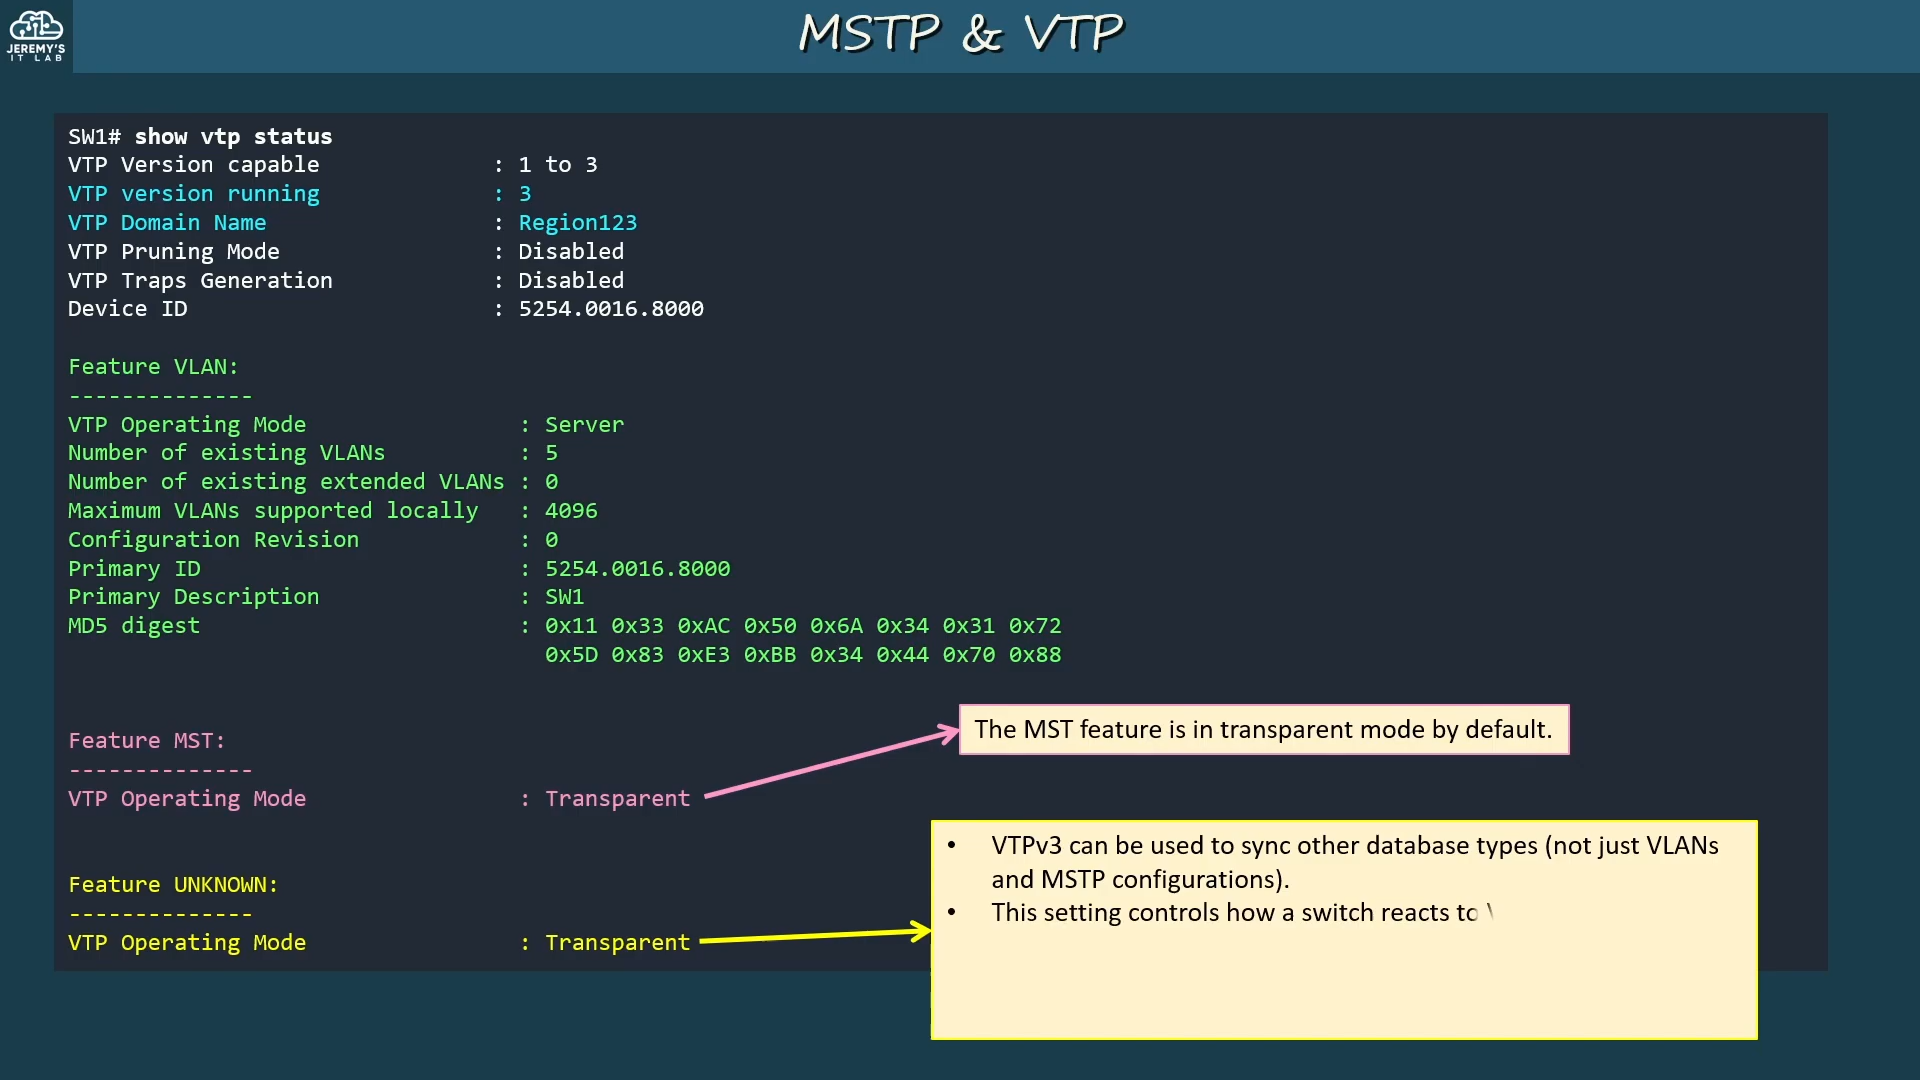 JEREMY'S
IT LAB
MSTP & VTP
SW1# show vtp status
VTP Version capable : 1 to 3
VTP version running : 3
VTP Domain Name : Region123
VTP Pruning Mode : Disabled
VTP Traps Generation : Disabled
Device ID : 5254.0016.8000
Feature VLAN:
--------------
VTP Operating Mode : Server
Number of existing VLANs : 5
Number of existing extended VLANs : 0
Maximum VLANs supported locally : 4096
Configuration Revision : 0
Primary ID : 5254.0016.8000
Primary Description : SW1
MD5 digest : 0x11 0x33 0xAC 0x50 0x6A 0x34 0x31 0x72
0x5D 0x83 0xE3 0xBB 0x34 0x44 0x70 0x88
Feature MST:
--------------
VTP Operating Mode : Transparent
The MST feature is in transparent mode by default.
Feature UNKNOWN:
--------------
VTP Operating Mode : Transparent
• VTPv3 can be used to sync other database types (not just VLANs
and MSTP configurations).
• This setting controls how a switch reacts to